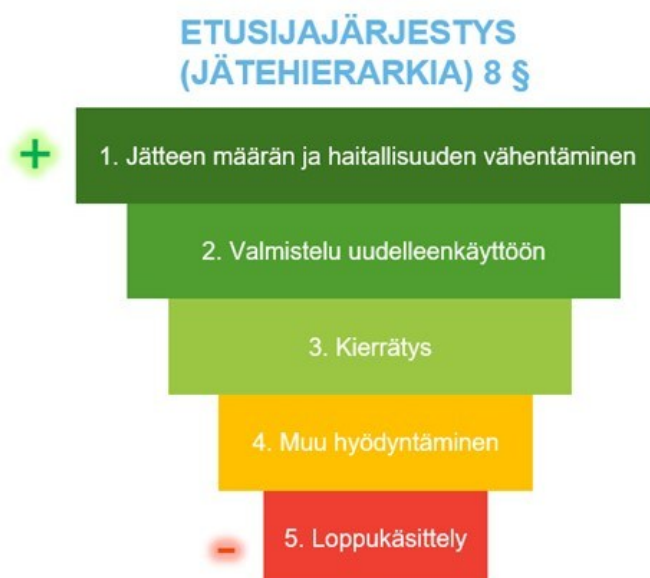 ETUSIJAJÄRJESTYS
(JÄTEHIERARKIA) 8 §
+
1. Jätteen määrän ja haitallisuuden vähentäminen
2. Valmistelu uudelleenkäyttöön
3. Kierrätys
4. Muu hyödyntäminen
5. Loppukäsittely
-